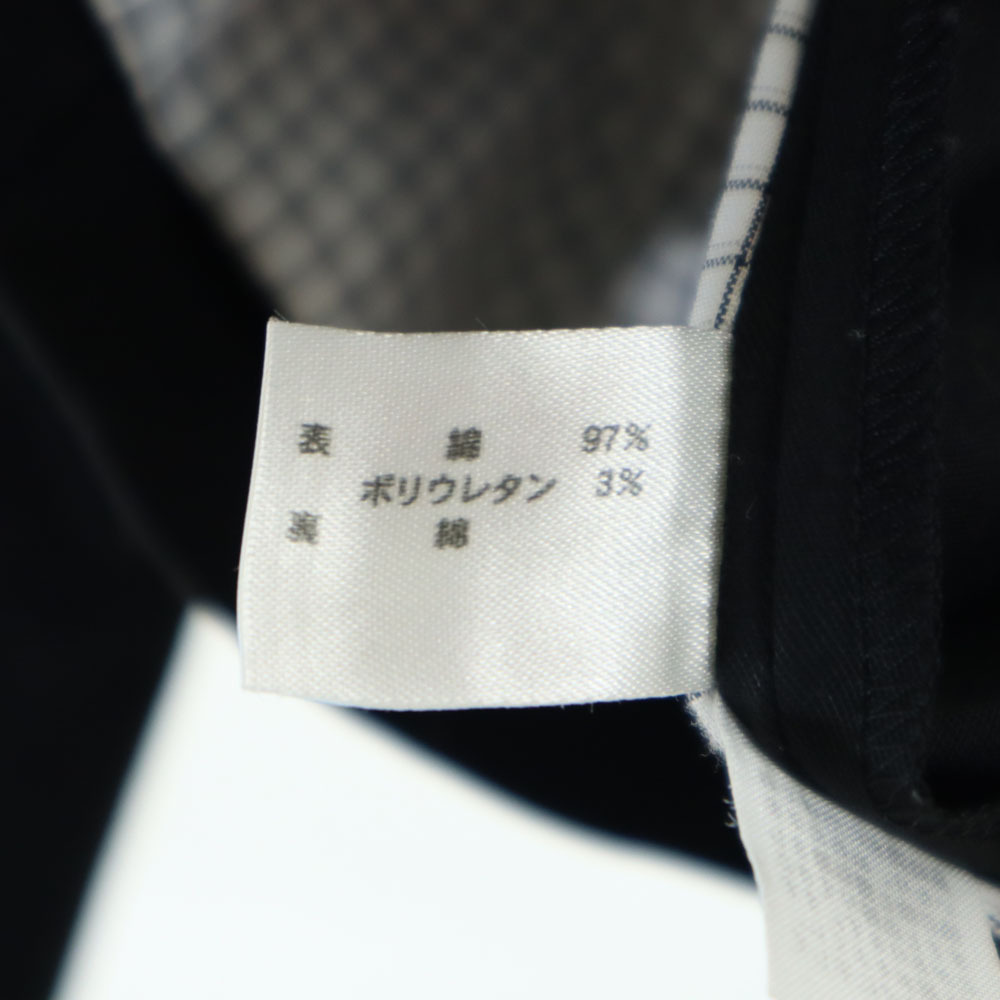 表 綿 97%
ポリウレタン 3%
裏 綿